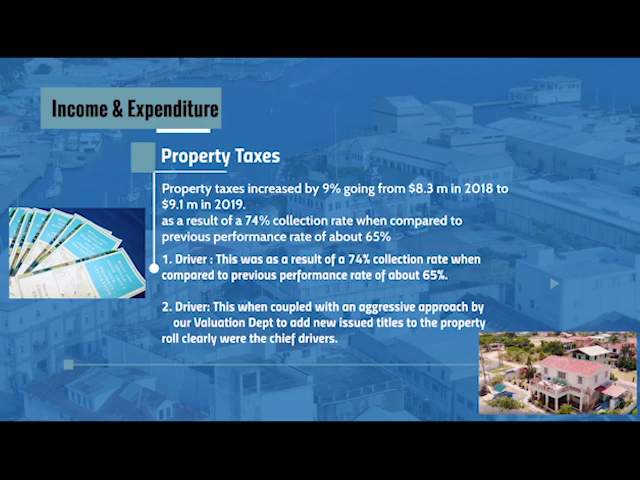 Income & Expenditure
Property Taxes
Property taxes increased by 9% going from $8.3 m in 2018 to
$9.1 m in 2019.
as a result of a 74% collection rate when compared to
previous performance rate of about 65%
1. Driver : This was as a result of a 74% collection rate when
compared to previous performance rate of about 65%.
2. Driver: This when coupled with an aggressive approach by
our Valuation Dept to add new issued titles to the property
roll clearly were the chief drivers.